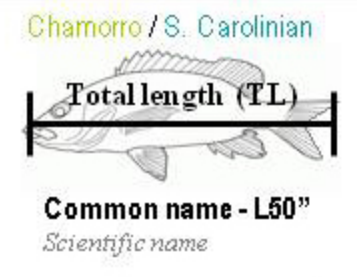 Chamorro / S. Carolinian
Total length (TL)
Common name - L50”
Scientific name